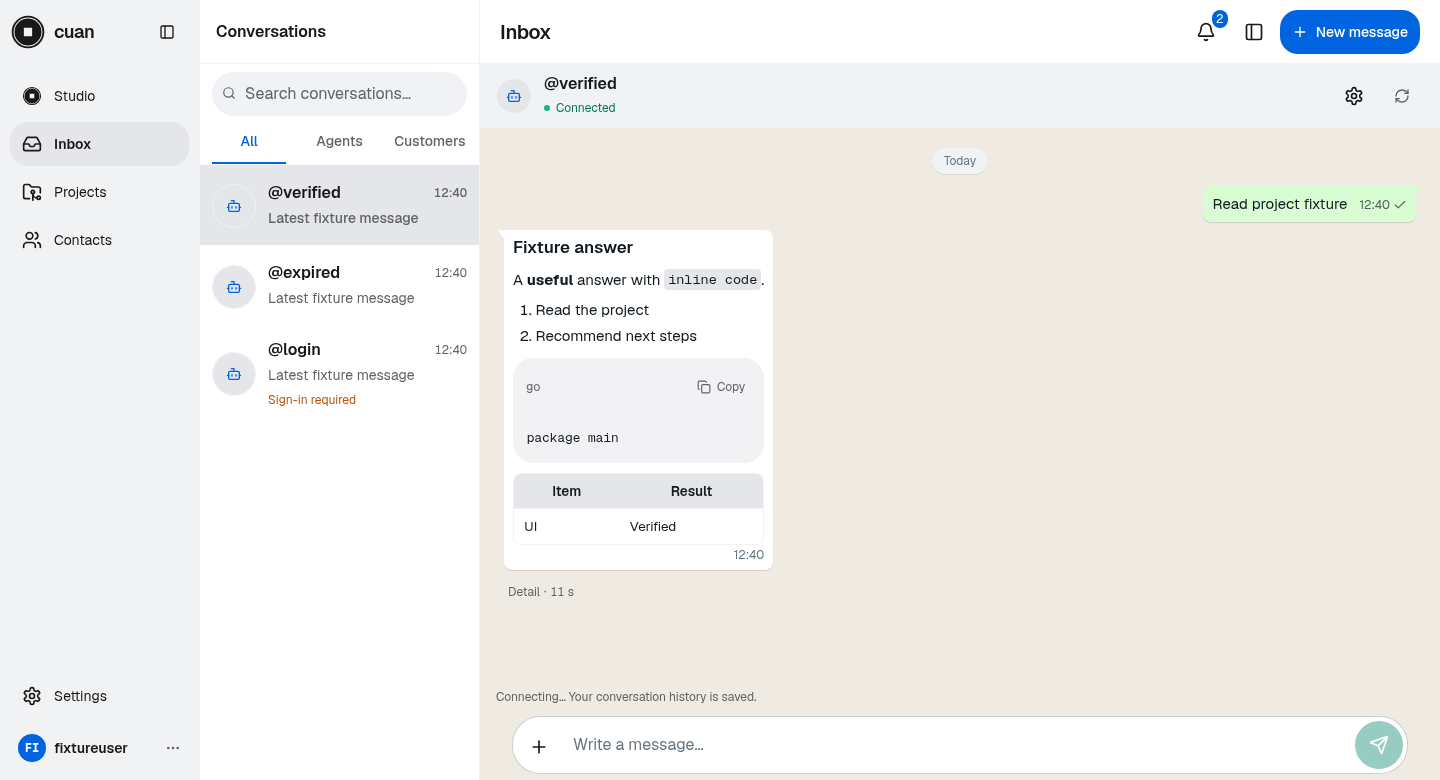 cuan
Studio
Inbox
Projects
Contacts
Settings
FI fixtureuser
Conversations
Search conversations...
All Agents Customers
@verified 12:40
Latest fixture message
@expired 12:40
Latest fixture message
@login 12:40
Latest fixture message
Sign-in required
Inbox
2
New message
@verified
Connected
Today
Read project fixture 12:40
Fixture answer
A useful answer with inline code.
1. Read the project
2. Recommend next steps
go Copy
package main
Item Result
UI Verified
12:40
Detail · 11 s
Connecting… Your conversation history is saved.
Write a message...